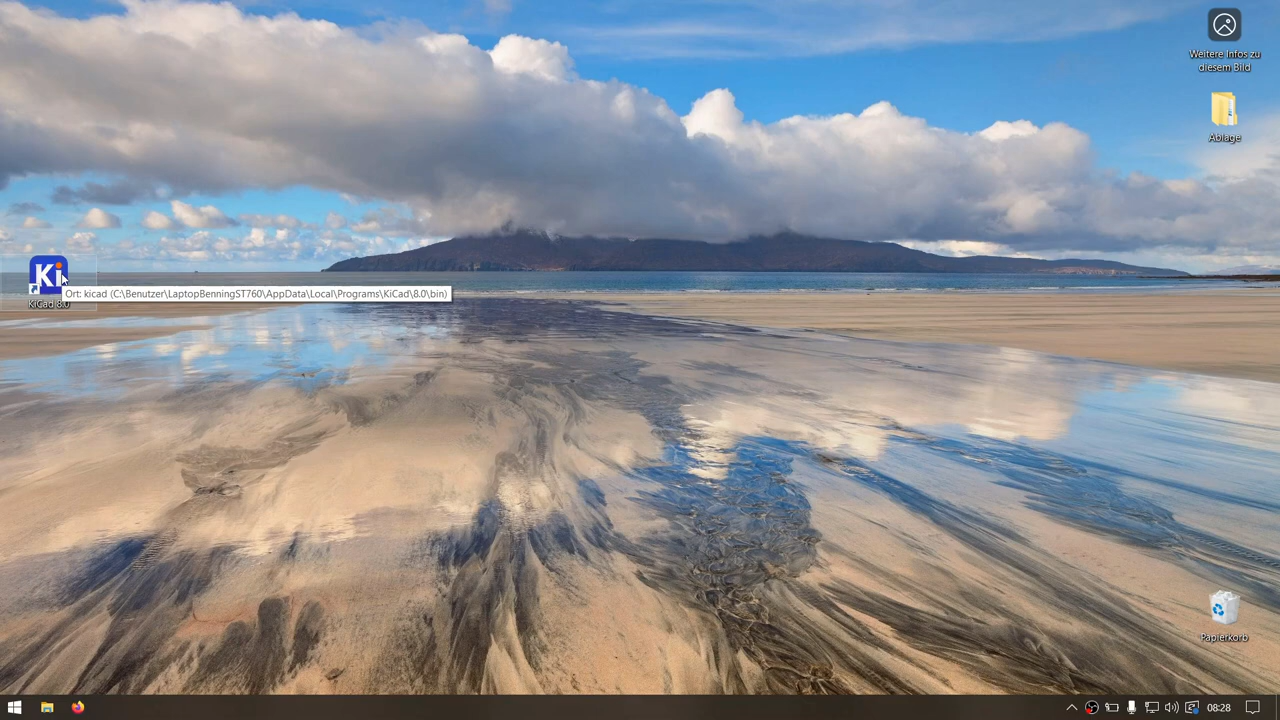 Weitere Infos zu
diesem Bild
Ablage
Ki
KiCad 8.0
Ort: kicad (C:\Benutzer\LaptopBenningST760\AppData\Local\Programs\KiCad\8.0\bin)
Papierkorb
08:28